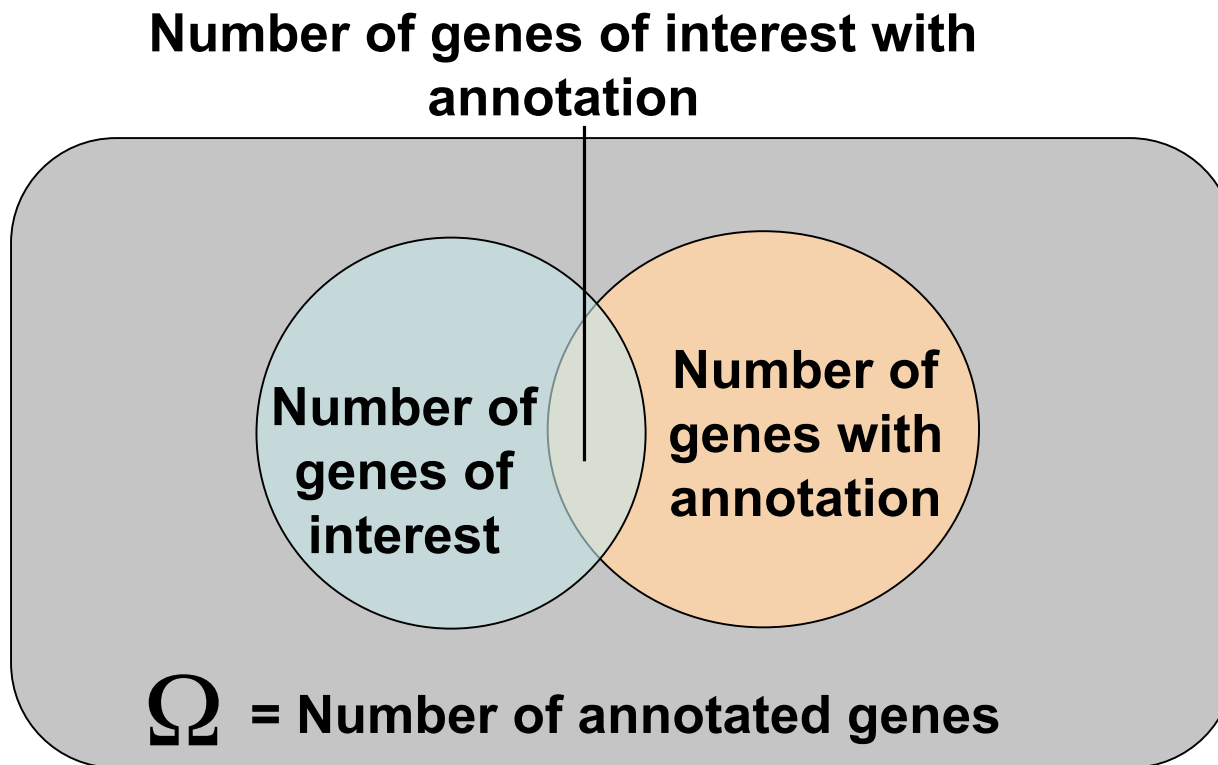 Number of genes of interest with
annotation
Number of
genes of
interest
Number of
genes with
annotation
Ω = Number of annotated genes